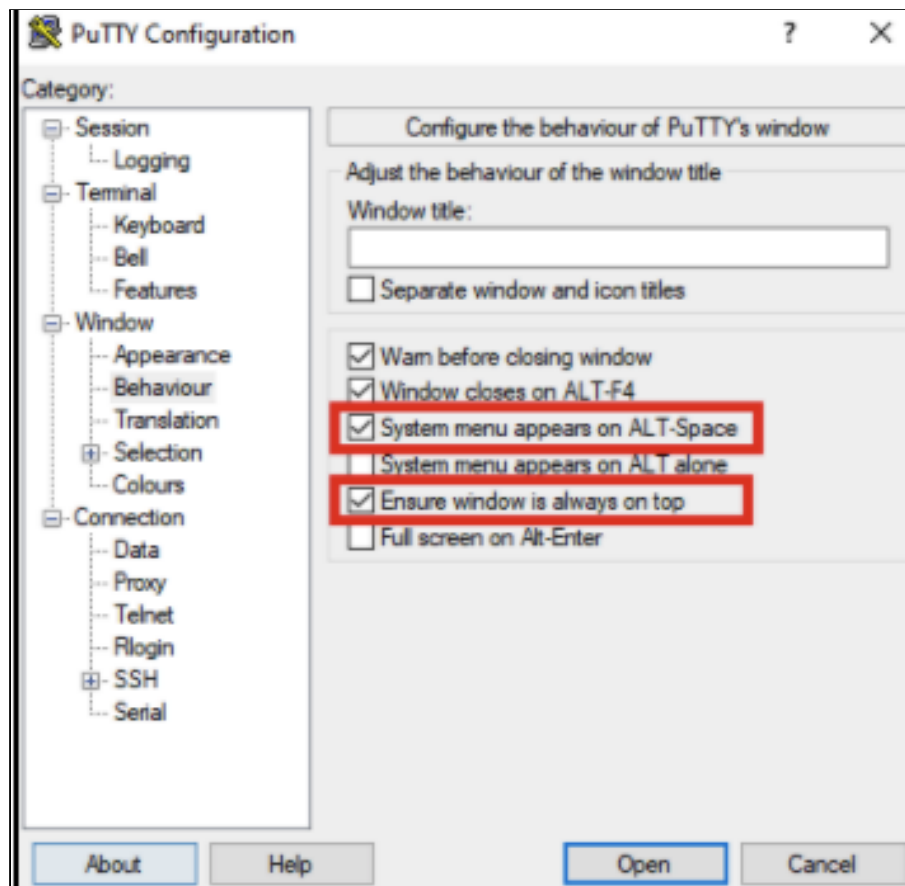 PuTTY Configuration
?
Category:
Session
Logging
Terminal
Keyboard
Bell
Features
Window
Appearance
Behaviour
Translation
Selection
Colours
Connection
Data
Proxy
Telnet
Rlogin
SSH
Serial
Configure the behaviour of PuTTY's window
Adjust the behaviour of the window title
Window title:
Separate window and icon titles
Warn before closing window
Window closes on ALT-F4
System menu appears on ALT-Space
System menu appears on ALT alone
Ensure window is always on top
Full screen on Alt-Enter
About
Help
Open
Cancel